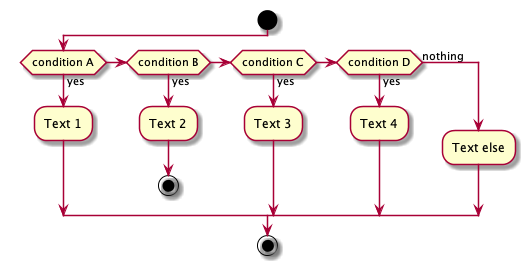 condition A
condition B
condition C
condition D
nothing
yes
yes
yes
yes
Text 1
Text 2
Text 3
Text 4
Text else